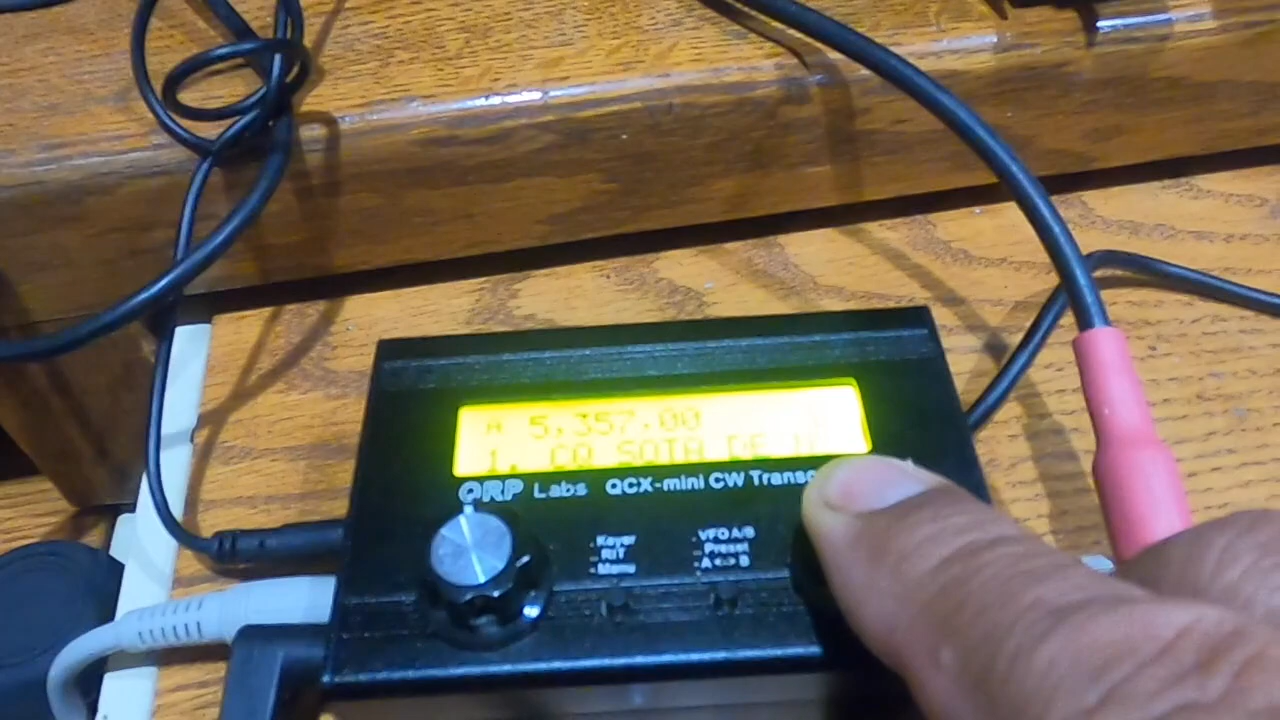 A 5,357.00
1. CQ SOTA DE
QRP Labs QCX-mini CW Transc
Keyer
RIT
Menu
VFO A/B
Preset
A <=> B